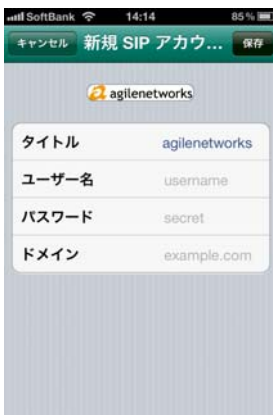 SoftBank 14:14 85%
キャンセル 新規 SIP アカウ... 保存
agilenetworks
タイトル agilenetworks
ユーザー名 username
パスワード secret
ドメイン example.com